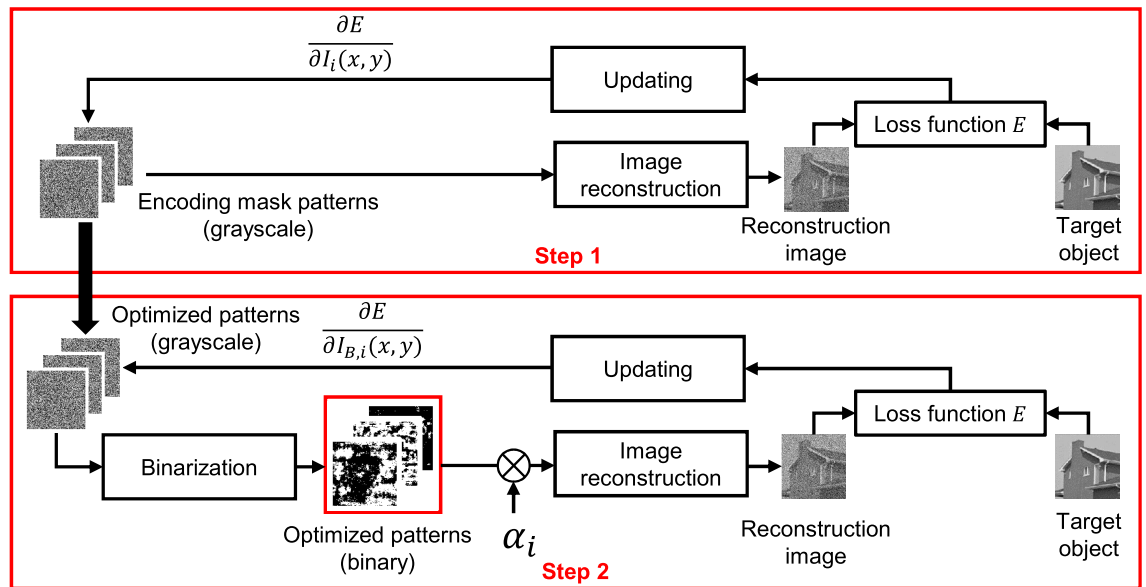 ∂E
∂I_i(x, y)
Updating
Loss function E
Image
reconstruction
Encoding mask patterns
(grayscale)
Reconstruction
image
Target
object
Step 1
Optimized patterns
(grayscale)
∂E
∂I_{B,i}(x, y)
Updating
Loss function E
Binarization
Image
reconstruction
Optimized patterns
(binary)
α_i
Reconstruction
image
Target
object
Step 2